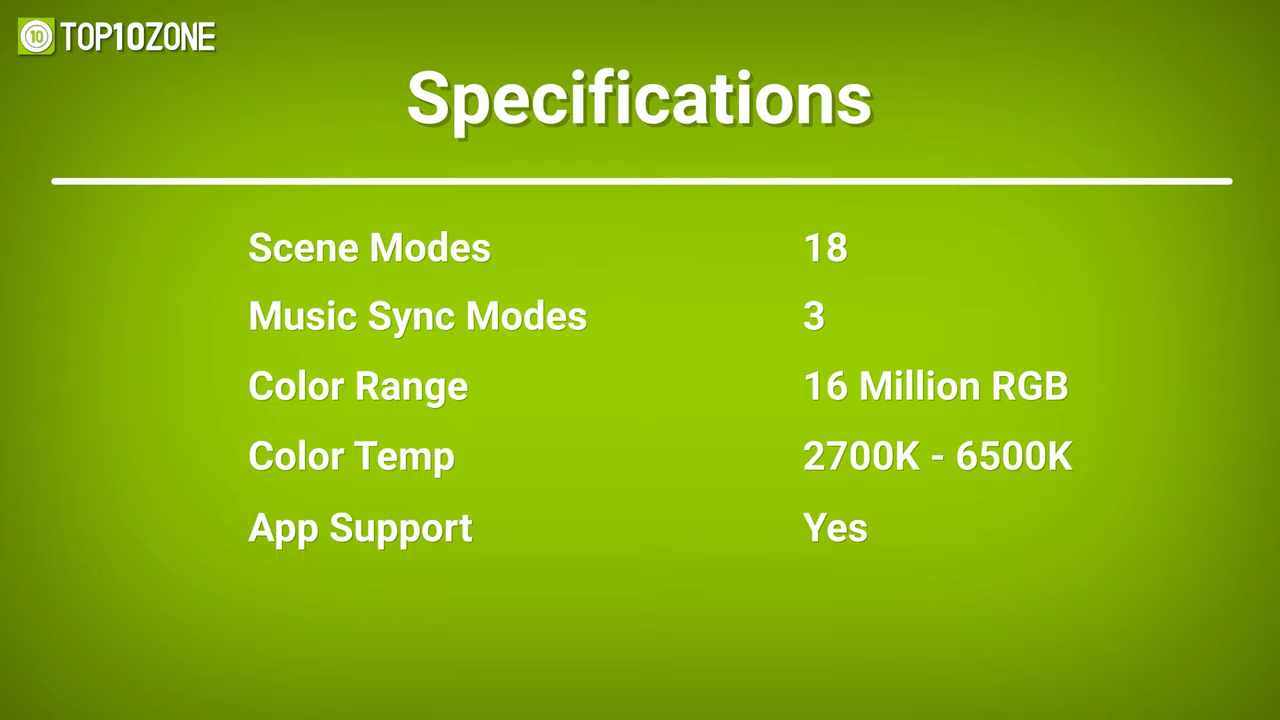 10 TOP10ZONE
Specifications
Scene Modes 18
Music Sync Modes 3
Color Range 16 Million RGB
Color Temp 2700K - 6500K
App Support Yes